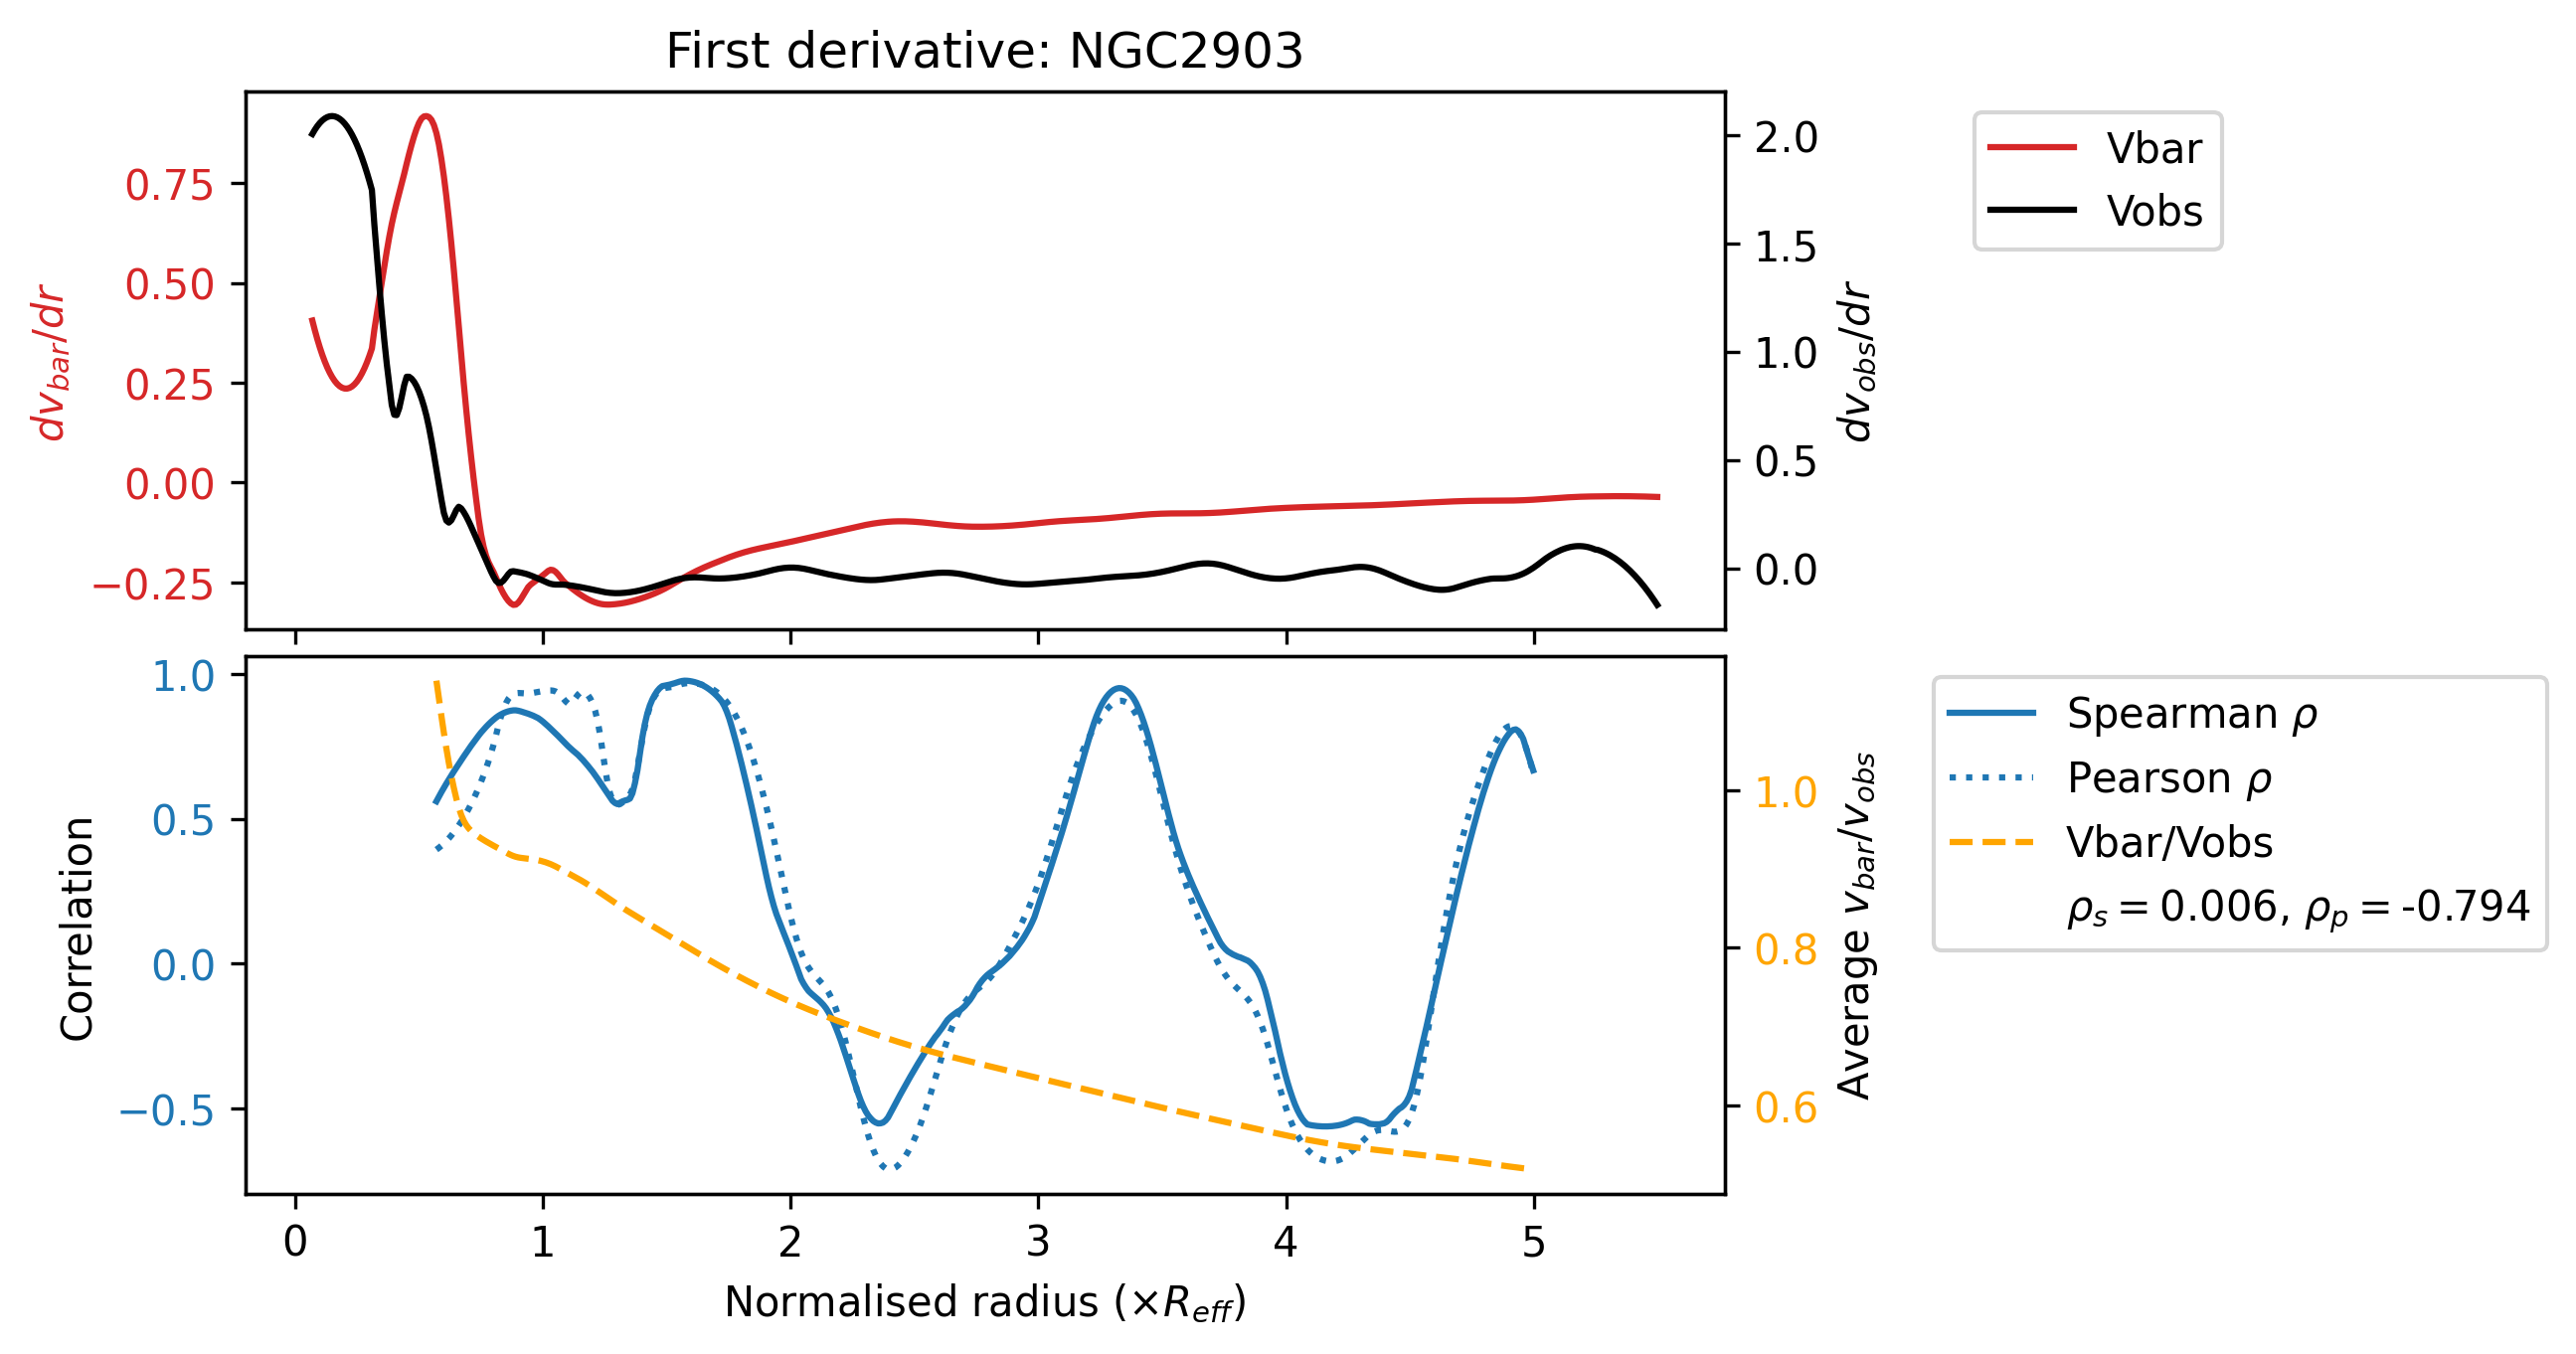 First derivative: NGC2903
0.75
0.50
0.25
0.00
−0.25
dv_bar/dr
2.0
1.5
1.0
0.5
0.0
dv_obs/dr
Vbar
Vobs
1.0
0.5
0.0
−0.5
Correlation
1.0
0.8
0.6
Average v_bar/v_obs
Spearman ρ
Pearson ρ
Vbar/Vobs
ρ_s = 0.006, ρ_p = -0.794
0 1 2 3 4 5
Normalised radius (×R_eff)